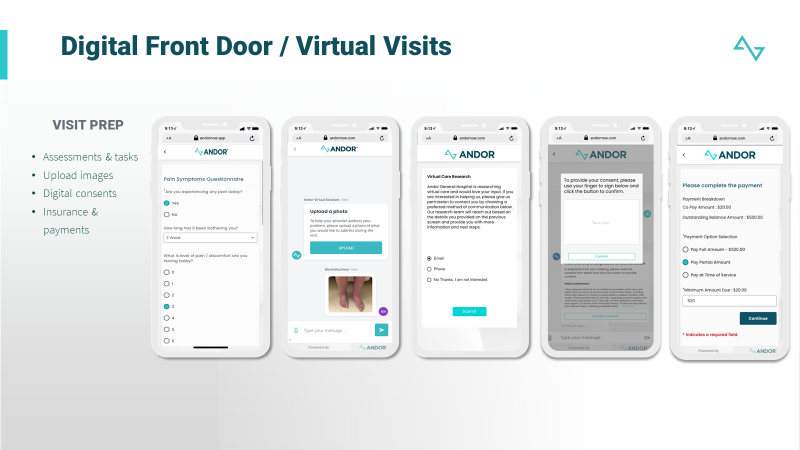 Digital Front Door / Virtual Visits
VISIT PREP
• Assessments & tasks
• Upload images
• Digital consents
• Insurance &
payments
9:13
AA andornow.app
ANDOR
Pain Symptoms Questionnaire
*Are you experiencing any pain today?
Yes
No
How long has it been bothering you?
2 Week
What is level of pain / discomfort are you
having today?
0
1
2
3
4
5
6
9:13
AA andornow.com
ANDOR
Upload a photo
To help your provider address your
problem, please upload a photo of what
you would like to address during the
visit.
UPLOAD
Type your message...
Powered by ANDOR
9:13
AA andornow.com
ANDOR
Virtual Care Research
Andor General Hospital is researching
virtual care and would love your input. If you
are interested in helping us, please give us
permission to contact you by choosing a
preferred method of communication below.
Our research team will reach out based on
the details you provided on the previous
screen and provide you with more
information and next steps.
Email
Phone
No Thanks, I am not interested.
9:13
AA andornow.com
ANDOR
To provide your consent, please
use your finger to sign below and
click the button to confirm.
Confirm
Type your message
Powered by ANDOR
9:13
AA andornow.com
ANDOR
Please complete the payment
Payment Breakdown
Co Pay Amount : $20.00
Outstanding Balance Amount : $500.00
*Payment Option Selection
Pay Full Amount - $520.00
Pay Partial Amount
Pay at Time of Service
*Minimum Amount Due : $20.00
Continue
* Indicates a required field
Powered by ANDOR